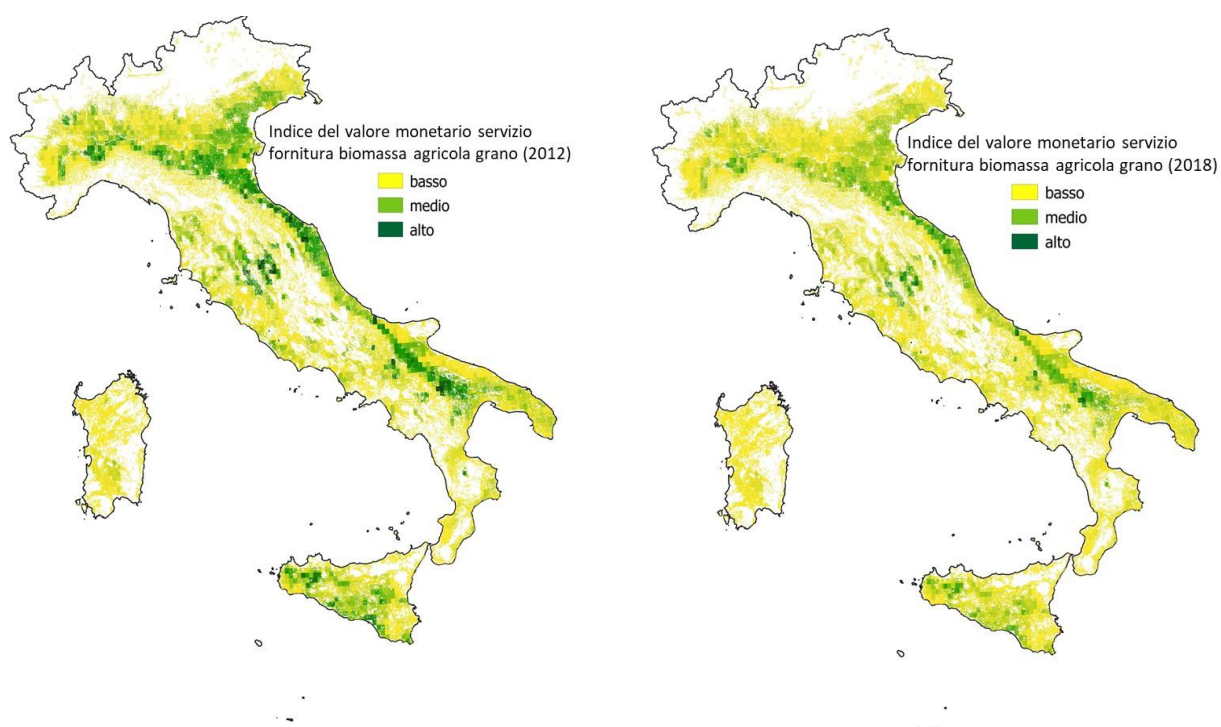 Indice del valore monetario servizio
fornitura biomassa agricola grano (2012)
basso
medio
alto
Indice del valore monetario servizio
fornitura biomassa agricola grano (2018)
basso
medio
alto